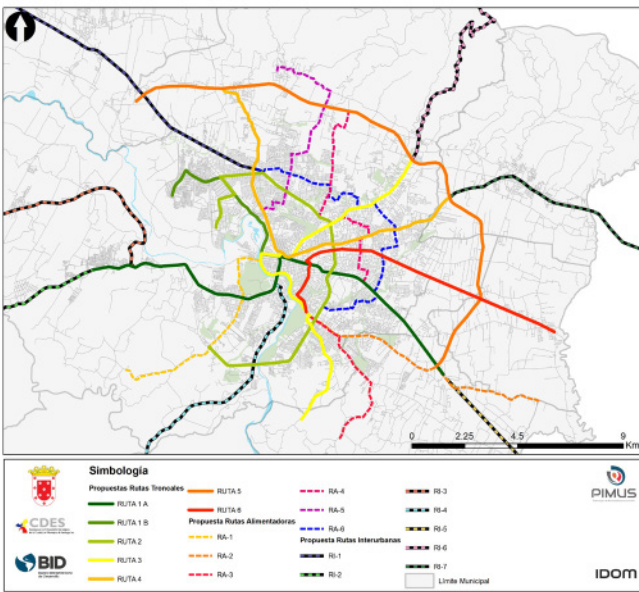 0 2.25 4.5 9
Km
Simbología
Propuestas Rutas Troncales
RUTA 1 A
RUTA 1 B
RUTA 2
RUTA 3
RUTA 4
RUTA 5
RUTA 6
Propuesta Rutas Alimentadoras
RA-1
RA-2
RA-3
RA-4
RA-5
RA-6
Propuesta Rutas Interurbanas
RI-1
RI-2
RI-3
RI-4
RI-5
RI-6
RI-7
Límite Municipal
CDES
BID
PIMUS
IDOM